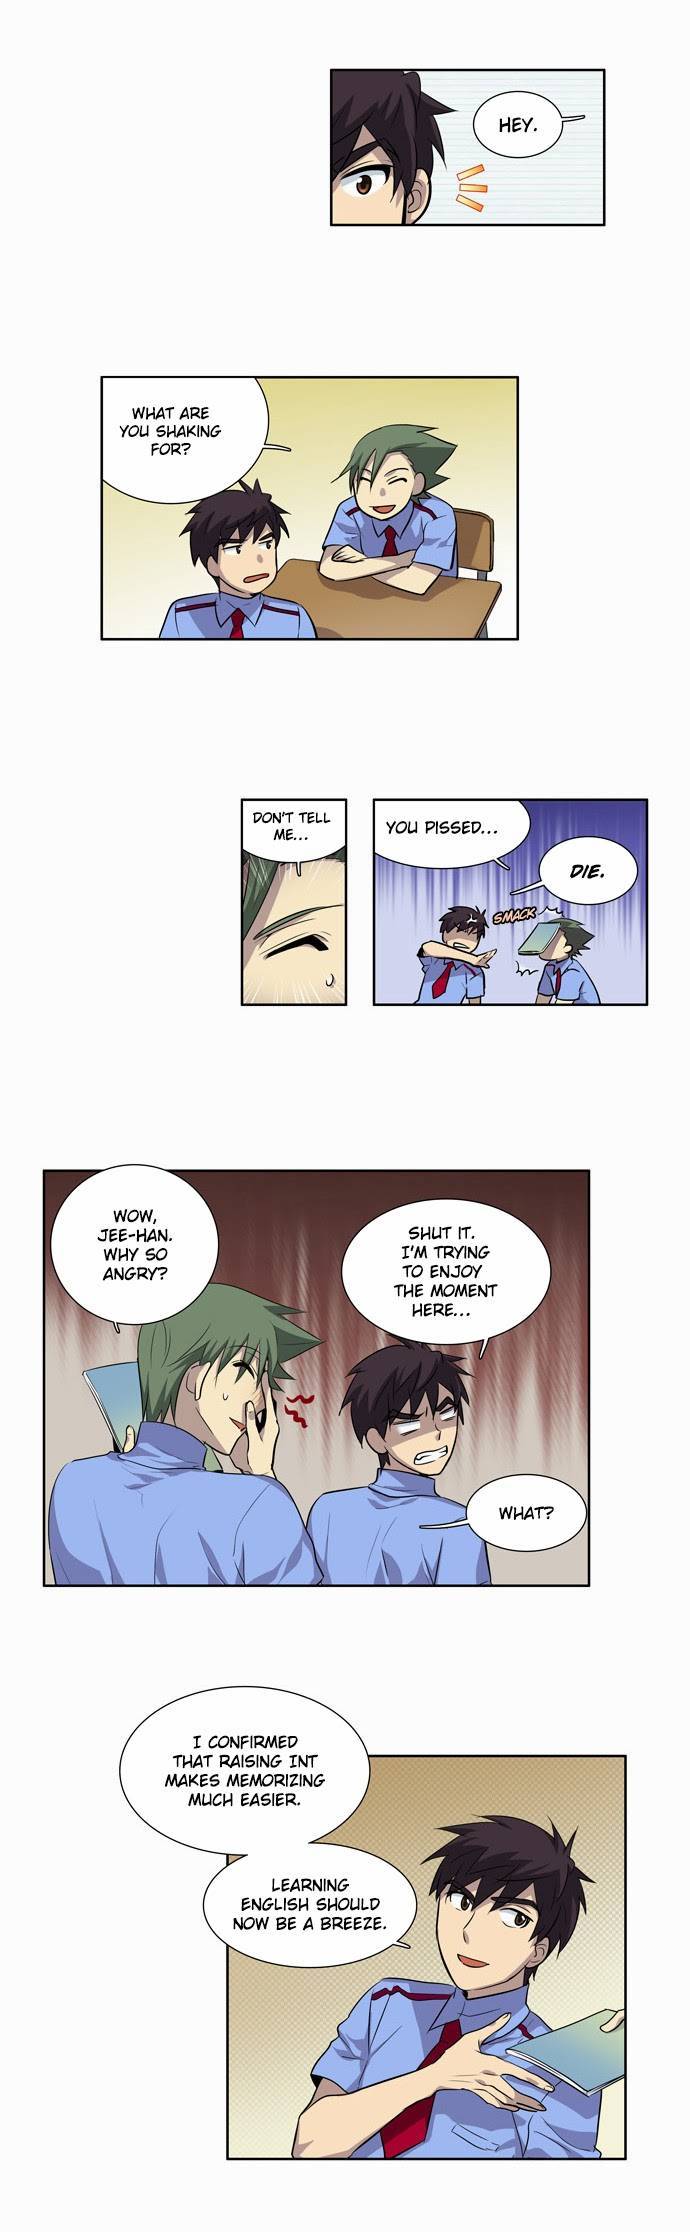 HEY.
WHAT ARE
YOU SHAKING
FOR?
DON'T TELL
ME...
YOU PISSED...
SMACK
DIE.
WOW,
JEE-HAN.
WHY SO
ANGRY?
SHUT IT.
I'M TRYING
TO ENJOY
THE MOMENT
HERE...
WHAT?
I CONFIRMED
THAT RAISING INT
MAKES MEMORIZING
MUCH EASIER.
LEARNING
ENGLISH SHOULD
NOW BE A BREEZE.